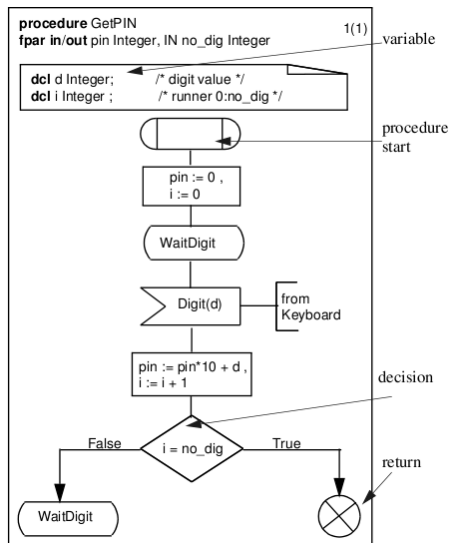 procedure GetPIN
1(1)
fpar in/out pin Integer, IN no_dig Integer
variable
dcl d Integer; /* digit value */
dcl i Integer ; /* runner 0:no_dig */
procedure
start
pin := 0 ,
i := 0
WaitDigit
Digit(d)
from
Keyboard
pin := pin*10 + d ,
i := i + 1
decision
False
i = no_dig
True
return
WaitDigit